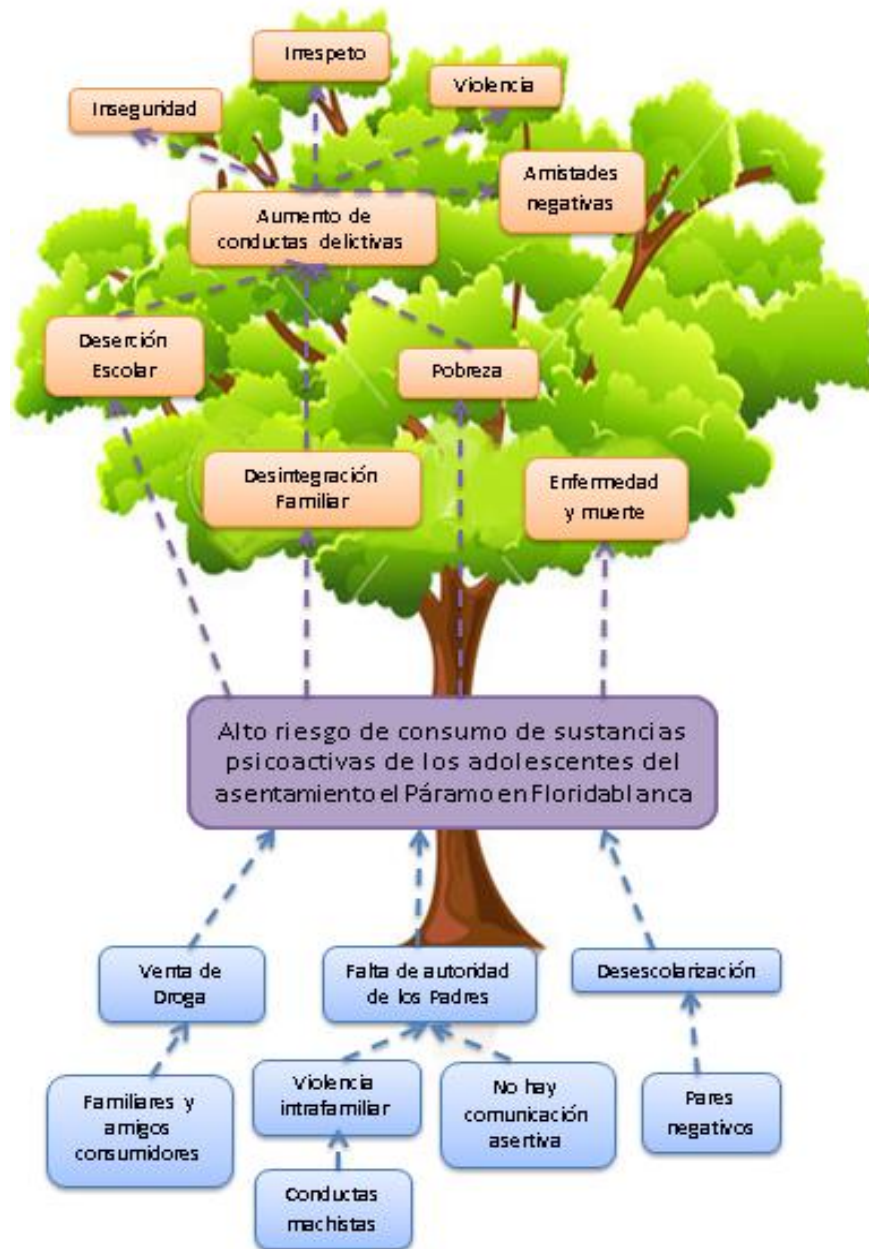 Irrespeto
Violencia
Inseguridad
Amistades
negativas
Aumento de
conductas delictivas
Deserción
Escolar
Pobreza
Desintegración
Familiar
Enfermedad
y muerte
Alto riesgo de consumo de sustancias
psicoactivas de los adolescentes del
asentamiento el Páramo en Floridablanca
Venta de
Droga
Falta de autoridad
de los Padres
Desescolarización
Familiares y
amigos
consumidores
Violencia
intrafamiliar
No hay
comunicación
asertiva
Pares
negativos
Conductas
machistas